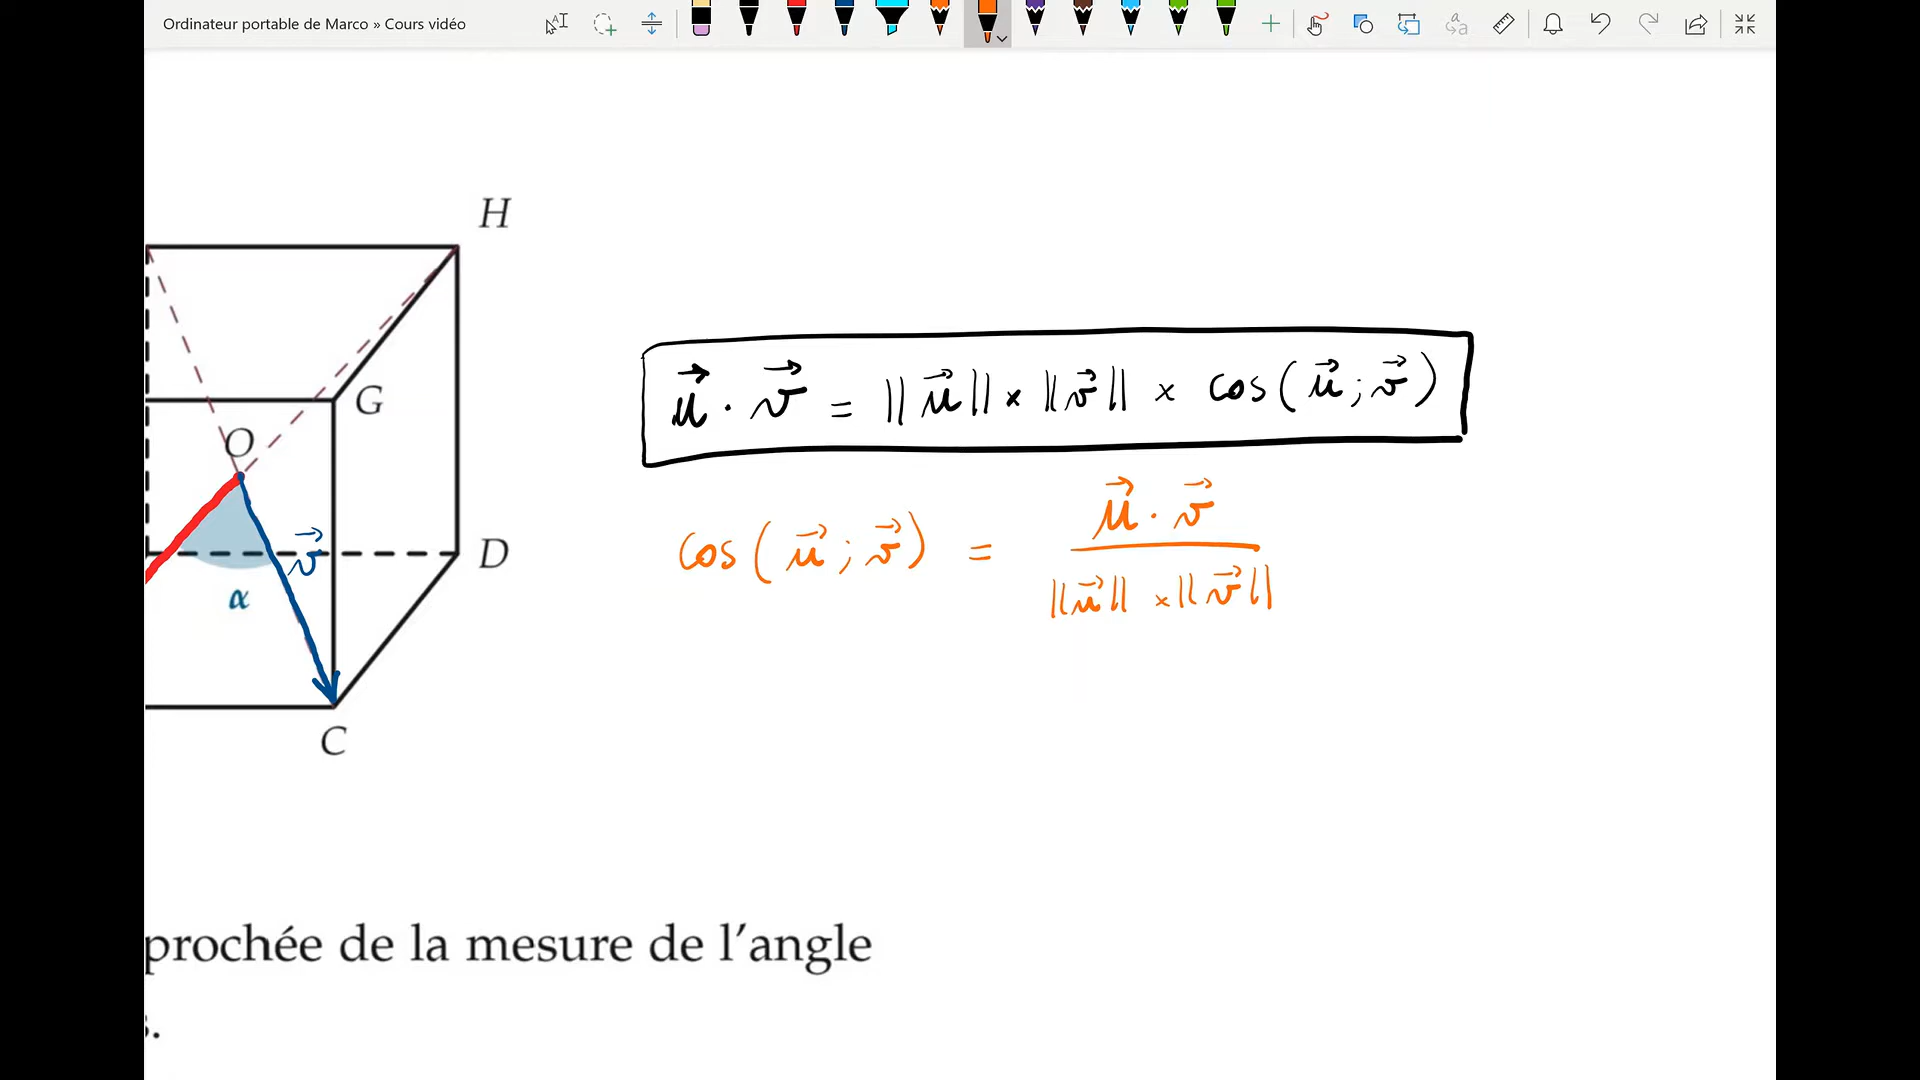 Ordinateur portable de Marco » Cours vidéo
H
G
O
D
v⃗
α
C
u⃗ · v⃗ = ||u⃗|| × ||v⃗|| × cos(u⃗ ; v⃗)
cos(u⃗ ; v⃗) = u⃗ · v⃗
||u⃗|| × ||v⃗||
prochée de la mesure de l’angle
s.